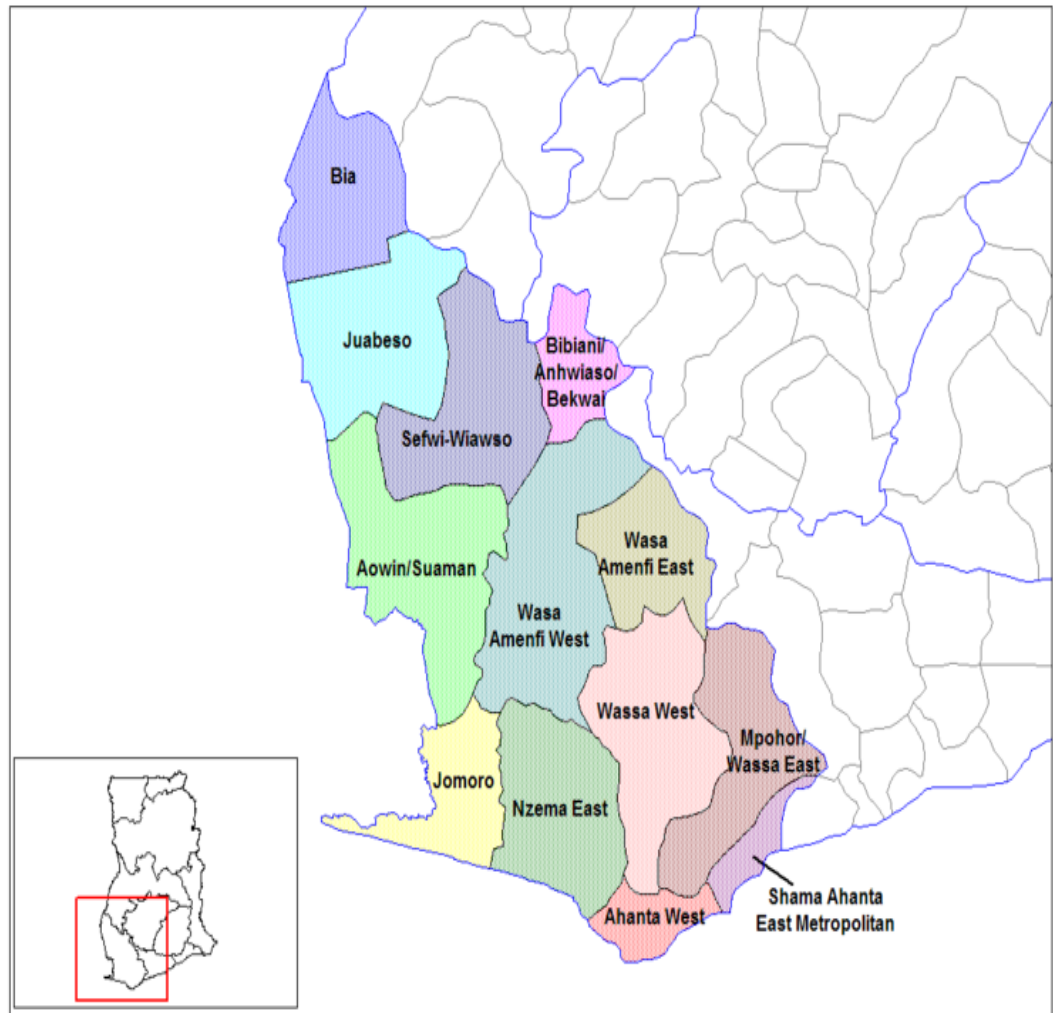 Bia
Juabeso
Bibiani/
Anhwiaso/
Bekwai
Sefwi-Wiawso
Wasa
Amenfi East
Aowin/Suaman
Wasa
Amenfi West
Wassa West
Mpohor/
Wassa East
Jomoro
Nzema East
Shama Ahanta
East Metropolitan
Ahanta West